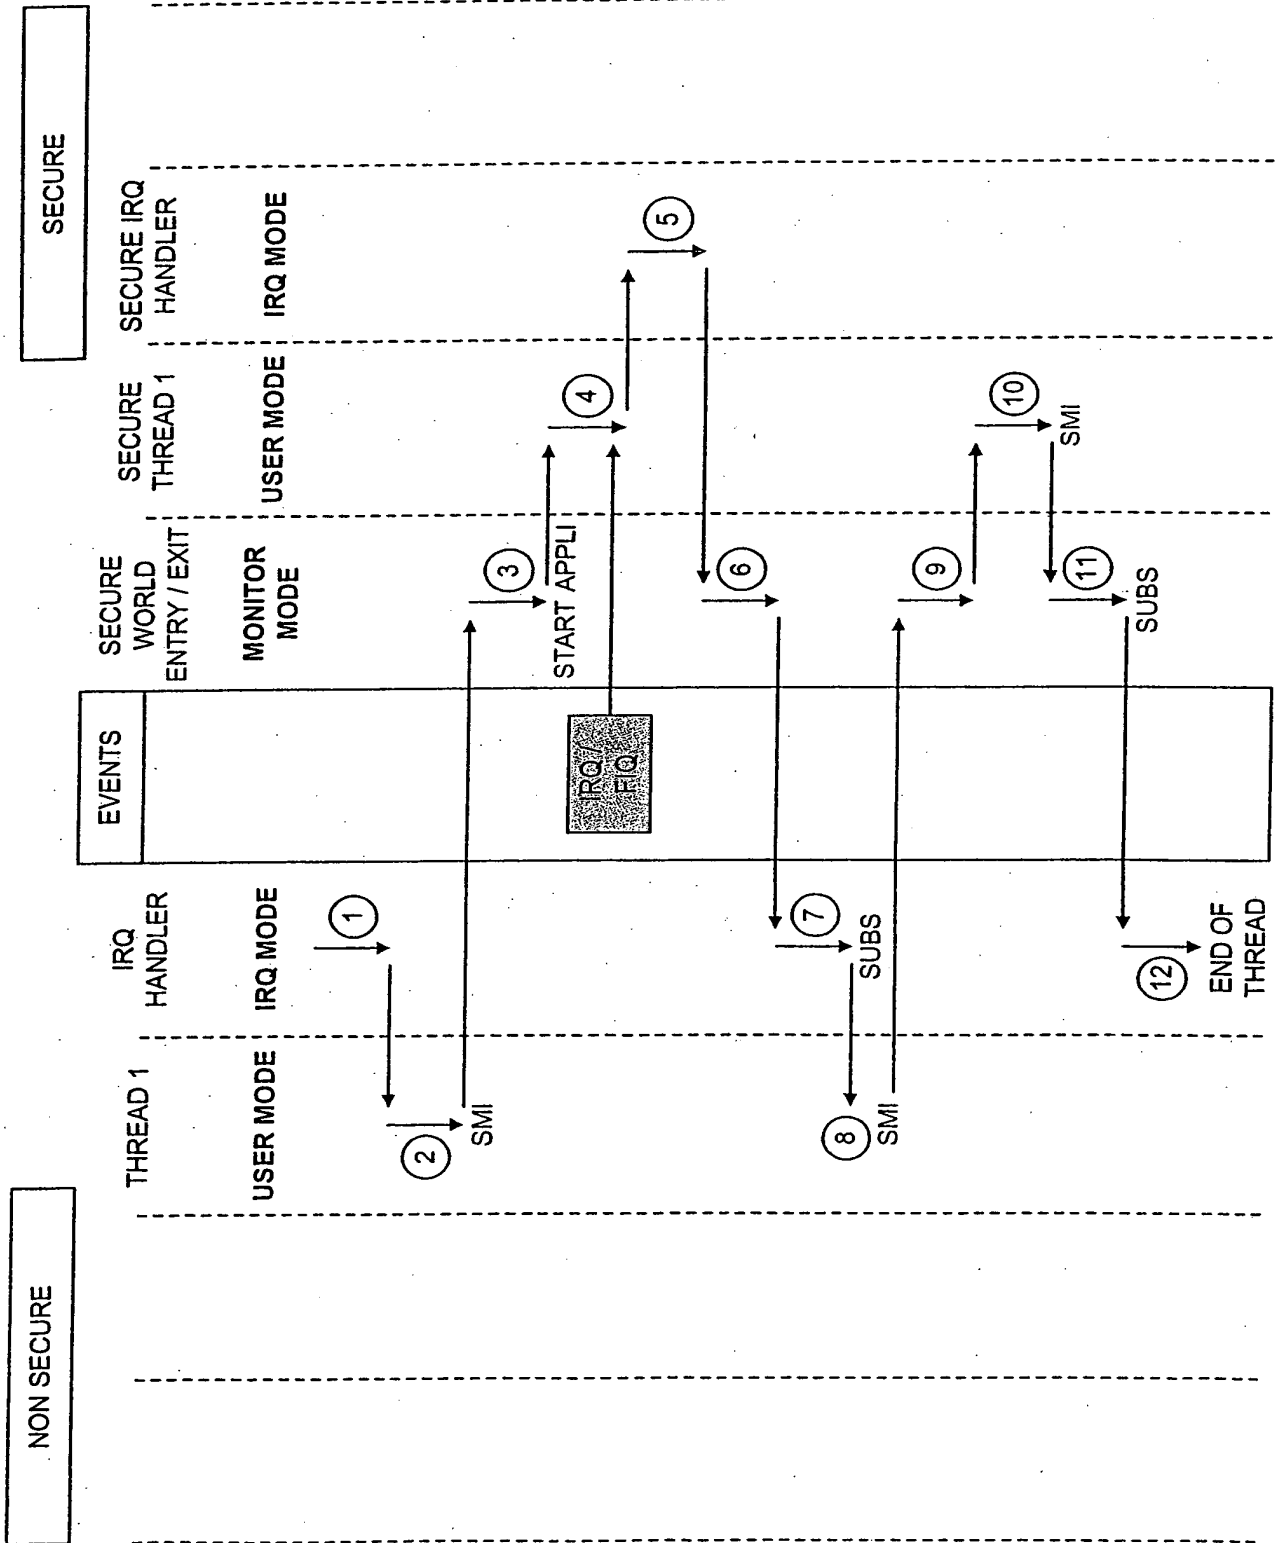 NON SECURE
SECURE
THREAD 1
IRQ
HANDLER
EVENTS
SECURE
WORLD
ENTRY / EXIT
SECURE
THREAD 1
SECURE IRQ
HANDLER
USER MODE
IRQ MODE
MONITOR
MODE
USER MODE
IRQ MODE
1
2
SMI
3
START APPLI
4
IRQ /
FIQ
5
6
7
SUBS
8
SMI
9
10
SMI
11
SUBS
12
END OF
THREAD